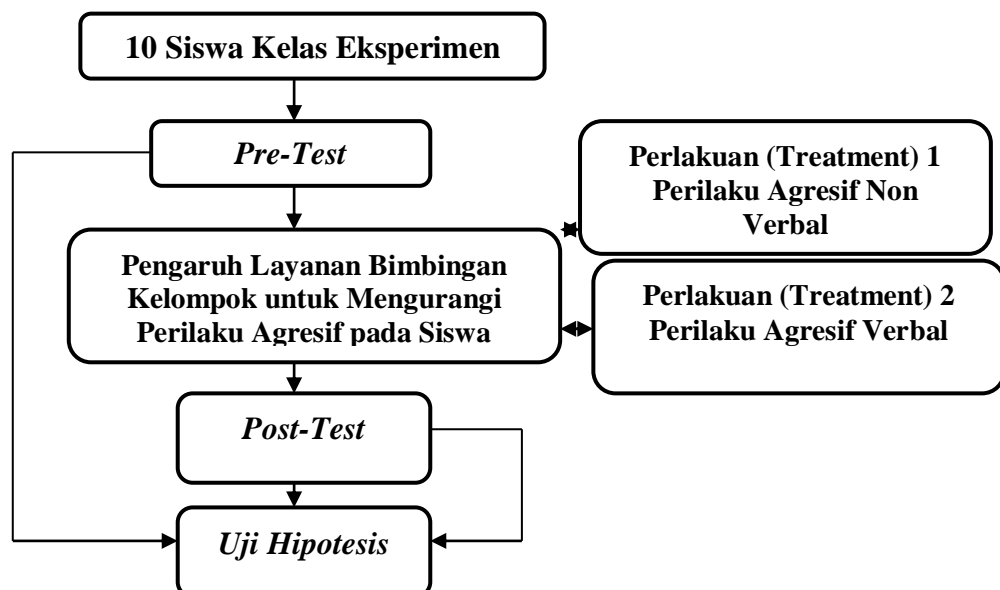 10 Siswa Kelas Eksperimen
Pre-Test
Perlakuan (Treatment) 1
Perilaku Agresif Non
Verbal
Pengaruh Layanan Bimbingan
Kelompok untuk Mengurangi
Perilaku Agresif pada Siswa
Perlakuan (Treatment) 2
Perilaku Agresif Verbal
Post-Test
Uji Hipotesis